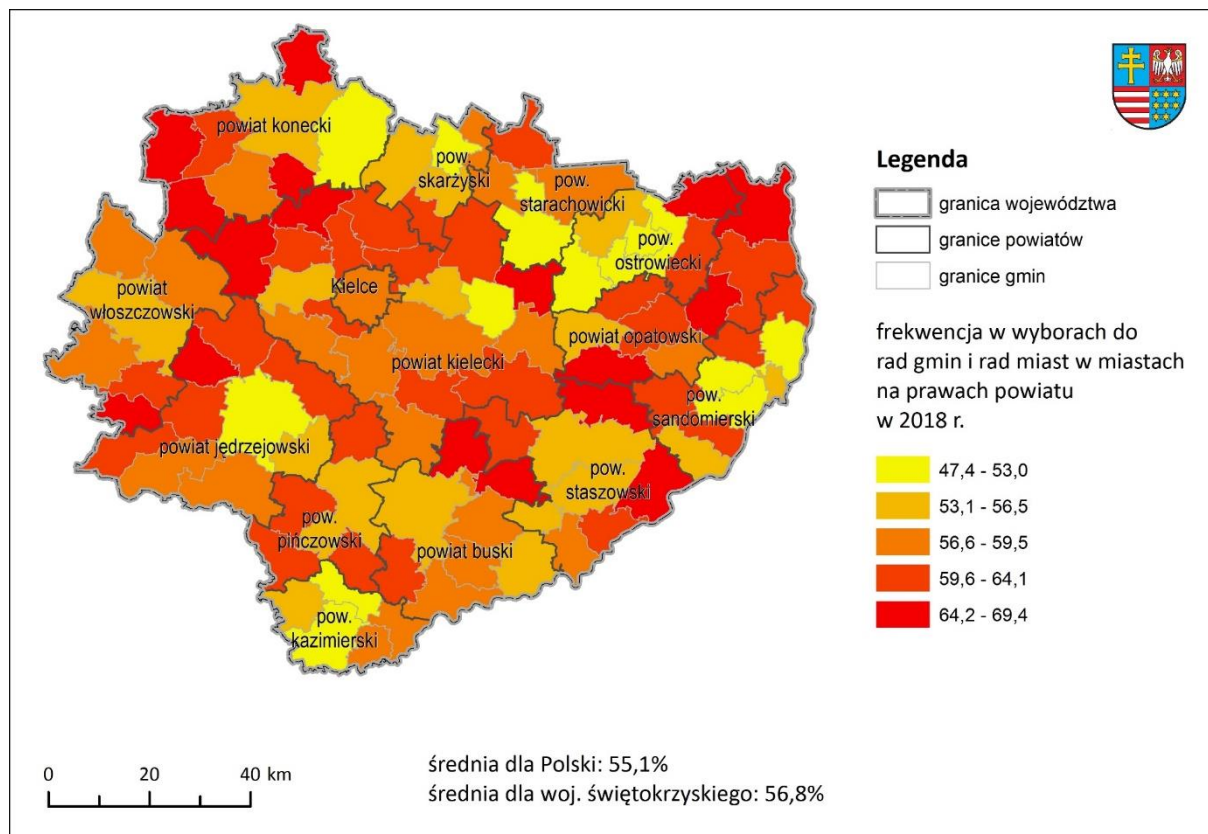 powiat konecki
pow.
skarżyski
pow.
starachowicki
pow.
ostrowiecki
powiat
włoszczowski
Kielce
powiat kielecki
powiat opatowski
pow.
sandomierski
powiat jędrzejowski
pow.
staszowski
pow.
pińczowski
powiat buski
pow.
kazimierski
Legenda
granica województwa
granice powiatów
granice gmin
frekwencja w wyborach do
rad gmin i rad miast w miastach
na prawach powiatu
w 2018 r.
47,4 - 53,0
53,1 - 56,5
56,6 - 59,5
59,6 - 64,1
64,2 - 69,4
0 20 40 km
średnia dla Polski: 55,1%
średnia dla woj. świętokrzyskiego: 56,8%